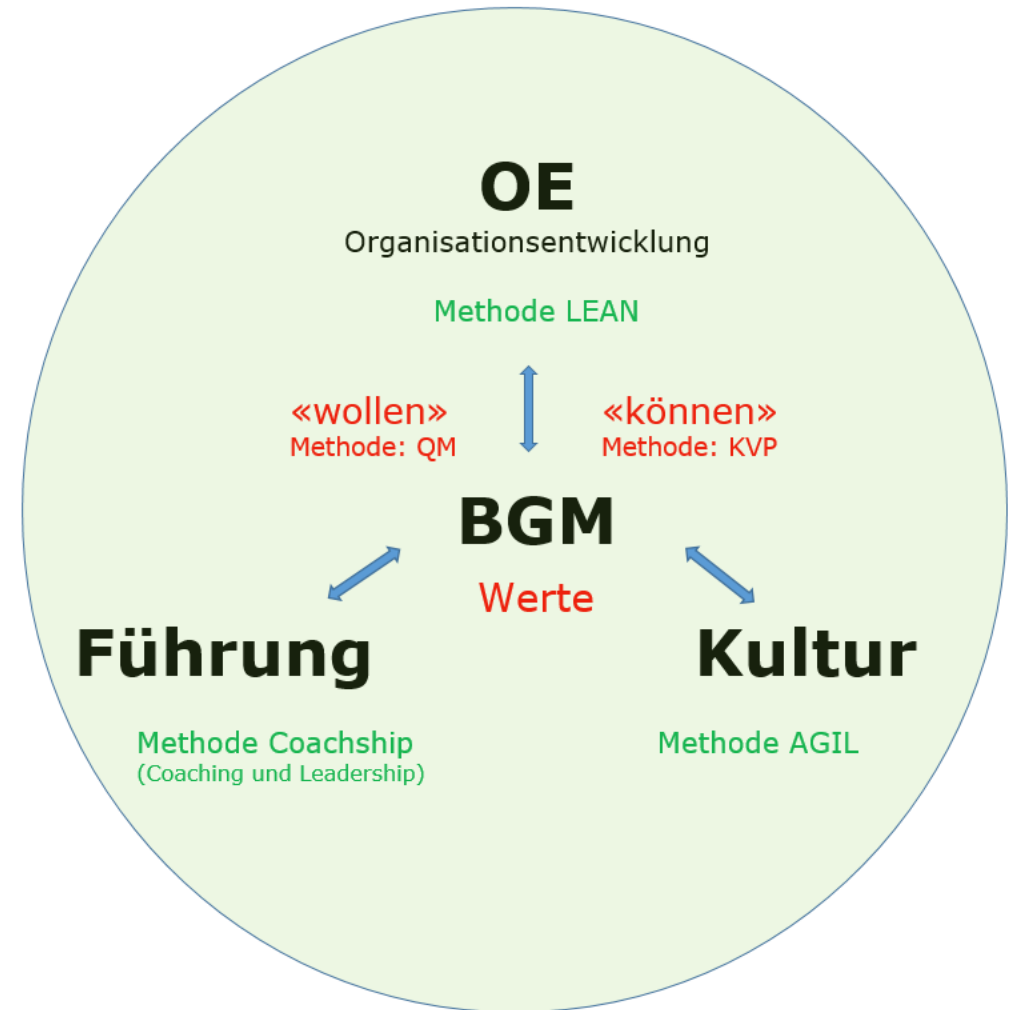 OE
Organisationsentwicklung
Methode LEAN
«wollen»
Methode: QM
«können»
Methode: KVP
BGM
Werte
Führung
Methode Coachship
(Coaching und Leadership)
Kultur
Methode AGIL